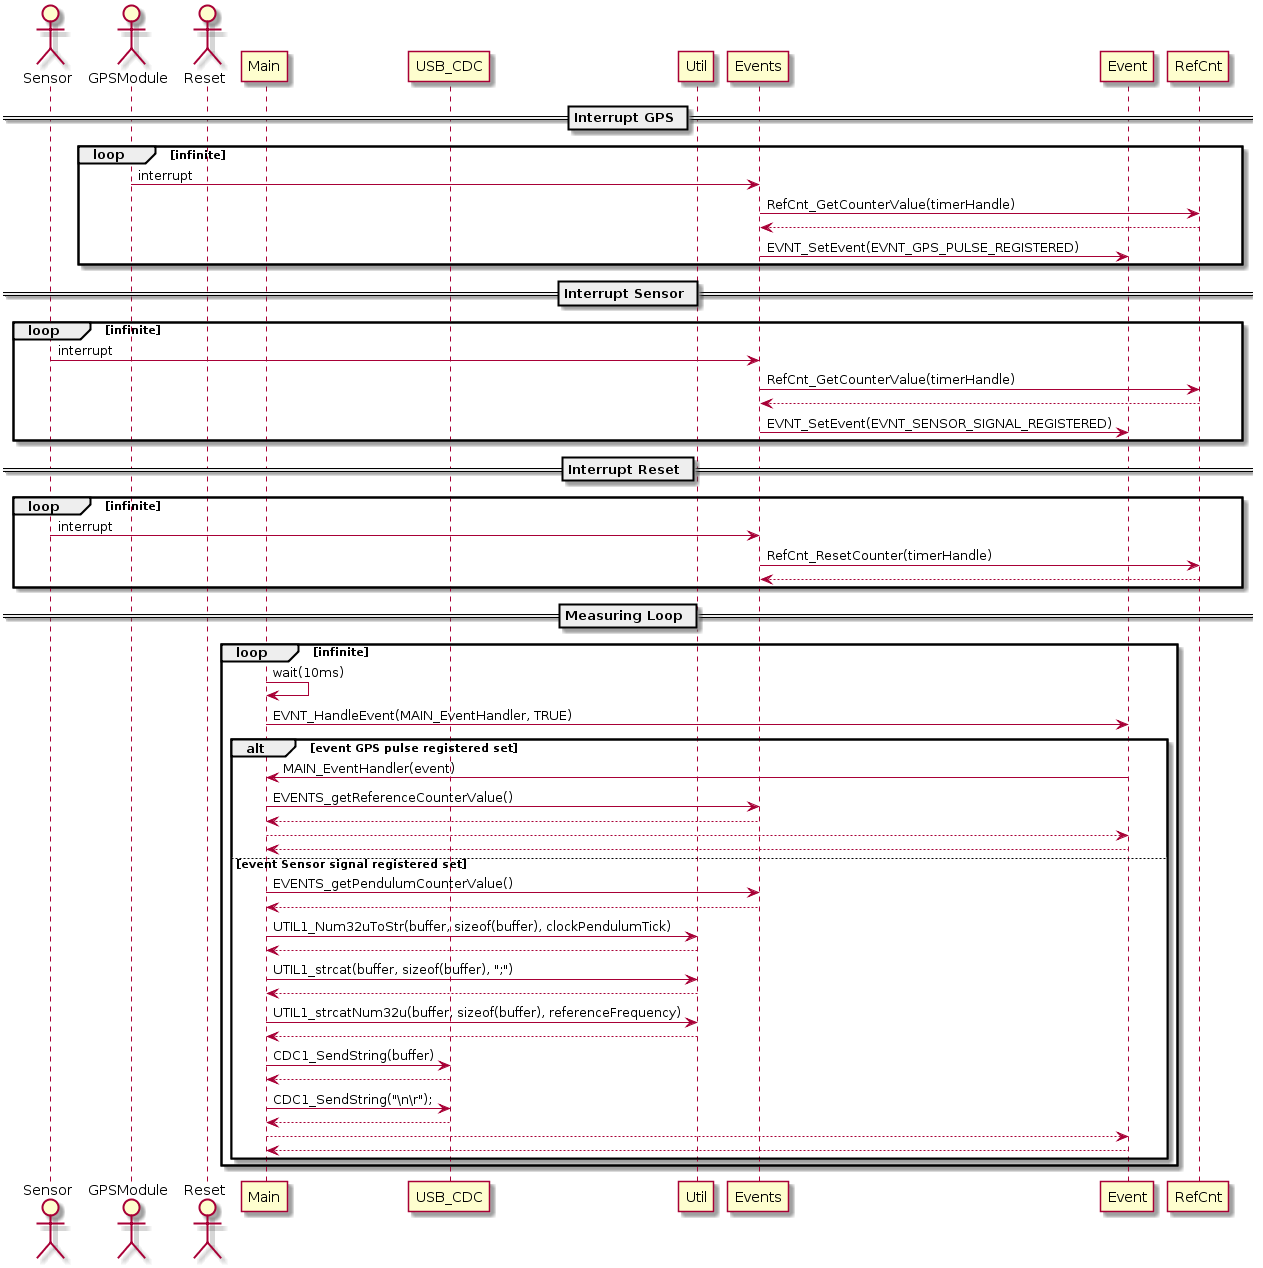 Sensor GPSModule Reset Main USB_CDC Util Events Event RefCnt
Interrupt GPS
loop [infinite]
interrupt
RefCnt_GetCounterValue(timerHandle)
EVNT_SetEvent(EVNT_GPS_PULSE_REGISTERED)
Interrupt Sensor
loop [infinite]
interrupt
RefCnt_GetCounterValue(timerHandle)
EVNT_SetEvent(EVNT_SENSOR_SIGNAL_REGISTERED)
Interrupt Reset
loop [infinite]
interrupt
RefCnt_ResetCounter(timerHandle)
Measuring Loop
loop [infinite]
wait(10ms)
EVNT_HandleEvent(MAIN_EventHandler, TRUE)
alt [event GPS pulse registered set]
MAIN_EventHandler(event)
EVENTS_getReferenceCounterValue()
[event Sensor signal registered set]
EVENTS_getPendulumCounterValue()
UTIL1_Num32uToStr(buffer, sizeof(buffer), clockPendulumTick)
UTIL1_strcat(buffer, sizeof(buffer), ";")
UTIL1_strcatNum32u(buffer, sizeof(buffer), referenceFrequency)
CDC1_SendString(buffer)
CDC1_SendString("\n\r");
Sensor GPSModule Reset Main USB_CDC Util Events Event RefCnt